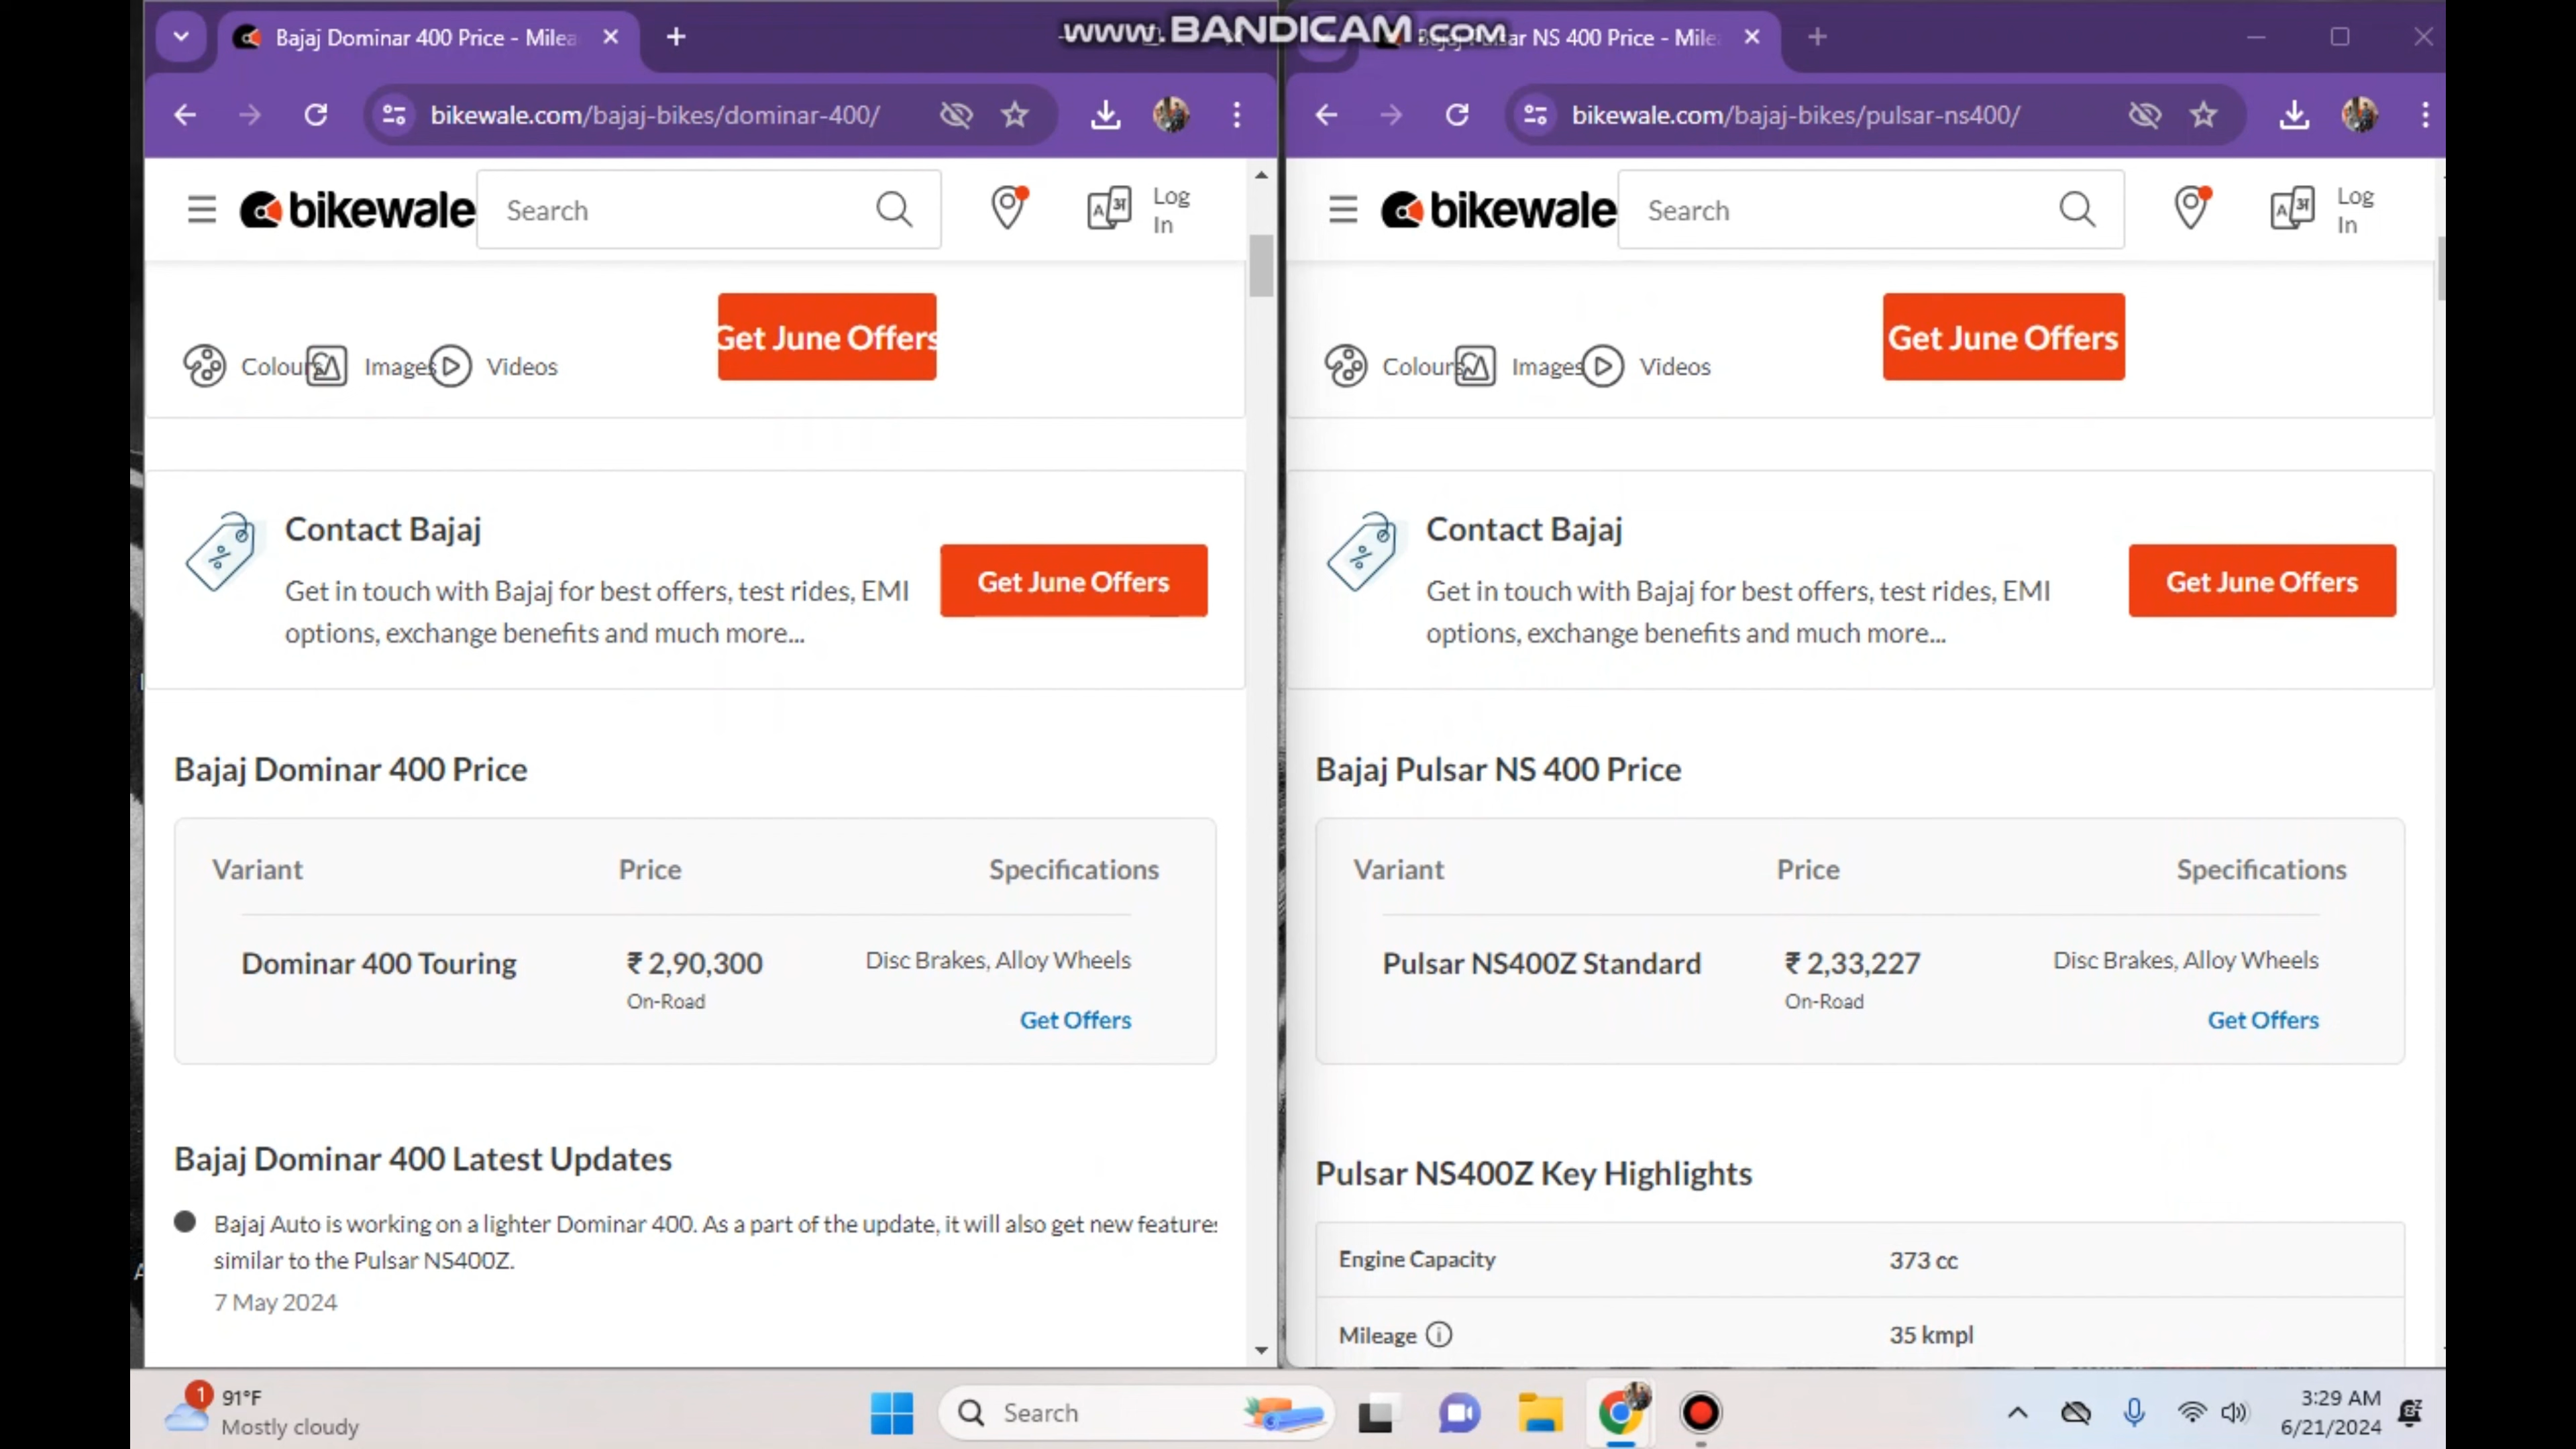 www.BANDICAM.com
Bajaj Dominar 400 Price - Milea
bikewale.com/bajaj-bikes/dominar-400/
bikewale
Search
Log
In
Get June Offers
Colours
Images
Videos
Contact Bajaj
Get in touch with Bajaj for best offers, test rides, EMI
options, exchange benefits and much more...
Get June Offers
Bajaj Dominar 400 Price
Variant Price Specifications
Dominar 400 Touring ₹ 2,90,300 Disc Brakes, Alloy Wheels
On-Road
Get Offers
Bajaj Dominar 400 Latest Updates
Bajaj Auto is working on a lighter Dominar 400. As a part of the update, it will also get new features
similar to the Pulsar NS400Z.
7 May 2024
Bajaj Pulsar NS 400 Price - Mile
bikewale.com/bajaj-bikes/pulsar-ns400/
bikewale
Search
Log
In
Get June Offers
Colours
Images
Videos
Contact Bajaj
Get in touch with Bajaj for best offers, test rides, EMI
options, exchange benefits and much more...
Get June Offers
Bajaj Pulsar NS 400 Price
Variant Price Specifications
Pulsar NS400Z Standard ₹ 2,33,227 Disc Brakes, Alloy Wheels
On-Road
Get Offers
Pulsar NS400Z Key Highlights
Engine Capacity 373 cc
Mileage 35 kmpl
1
91°F
Mostly cloudy
Search
3:29 AM
6/21/2024